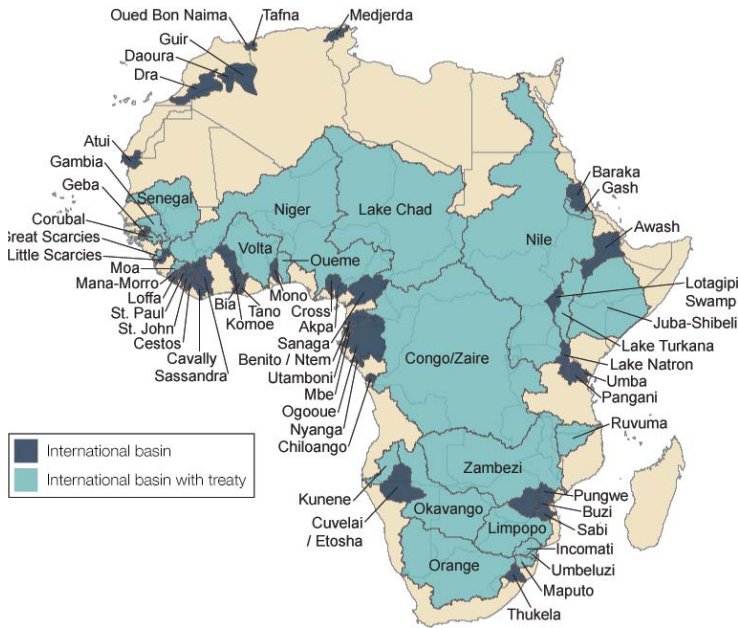 Oued Bon Naima
Tafna
Medjerda
Guir
Daoura
Dra
Atui
Gambia
Geba
Senegal
Corubal
Great Scarcies
Little Scarcies
Moa
Mana-Morro
Loffa
St. Paul
St. John
Cestos
Cavally
Sassandra
Bia
Komoe
Tano
Mono
Volta
Niger
Oueme
Lake Chad
Cross
Akpa
Sanaga
Benito / Ntem
Utamboni
Mbe
Ogooue
Nyanga
Chiloango
Congo/Zaire
Nile
Baraka
Gash
Awash
Lotagipi
Swamp
Juba-Shibeli
Lake Turkana
Lake Natron
Umba
Pangani
Ruvuma
Zambezi
Kunene
Cuvelai
/ Etosha
Okavango
Limpopo
Orange
Pungwe
Buzi
Sabi
Incomati
Umbeluzi
Maputo
Thukela
International basin
International basin with treaty